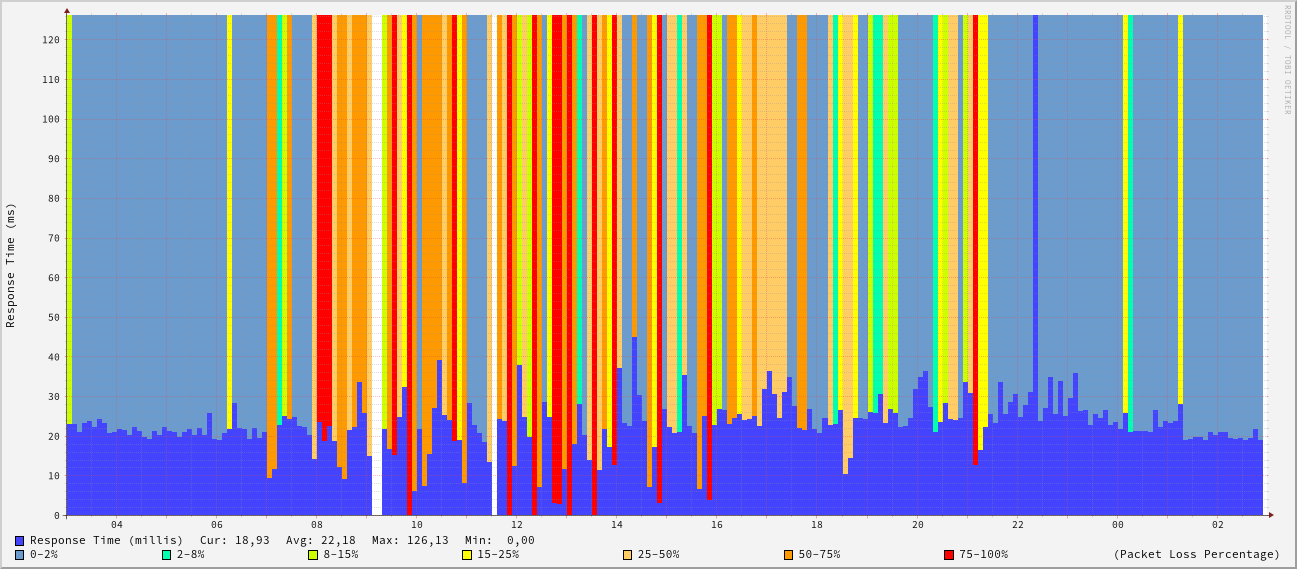 RRDTOOL / TOBI OETIKER
Response Time (ms)
120
110
100
90
80
70
60
50
40
30
20
10
0
04 06 08 10 12 14 16 18 20 22 00 02
Response Time (millis) Cur: 18,93 Avg: 22,18 Max: 126,13 Min: 0,00
0-2% 2-8% 8-15% 15-25% 25-50% 50-75% 75-100% (Packet Loss Percentage)